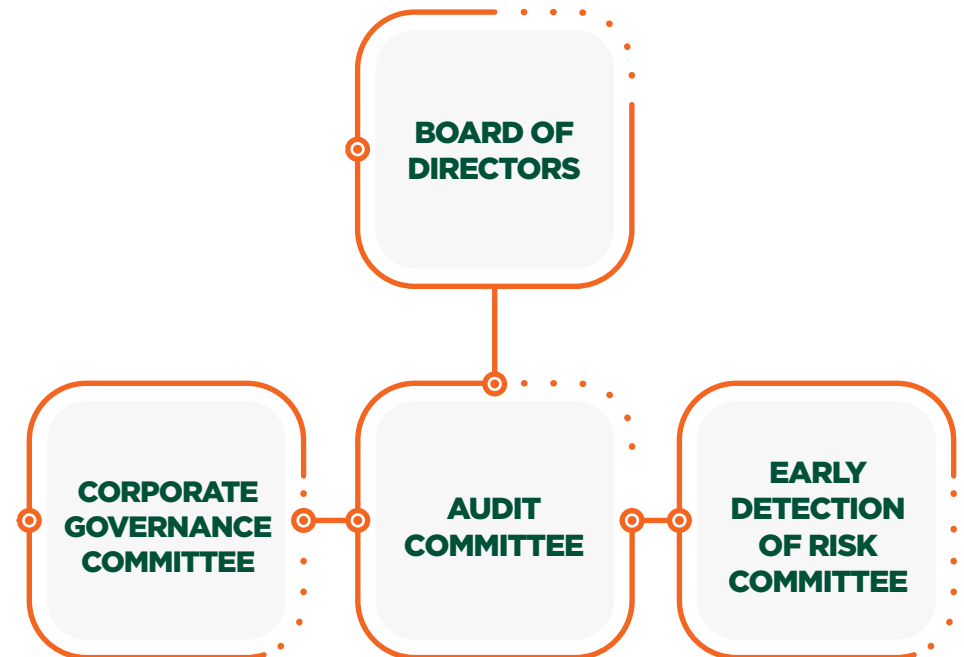 BOARD OF
DIRECTORS
CORPORATE
GOVERNANCE
COMMITTEE
AUDIT
COMMITTEE
EARLY
DETECTION
OF RISK
COMMITTEE